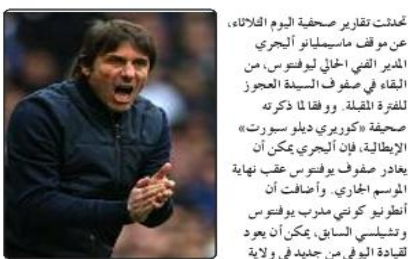 تحدثت تقارير صحفية اليوم الثلاثاء،
عن موقف ماسيميليانو أليجري
المدير الفني الحالي ليوفنتوس، من
البقاء في صفوف السيدة العجوز
للفترة المقبلة. ووفقا لما ذكرته
صحيفة «كوريري ديلو سبورت»
الإيطالية، فإن أليجري يمكن أن
يغادر صفوف يوفنتوس عقب نهاية
الموسم الجاري. وأضافت أن
أنطونيو كونتي مدرب يوفنتوس
وتشيلسي السابق، يمكن أن يعود
لقيادة اليوفي من جديد في ولاية